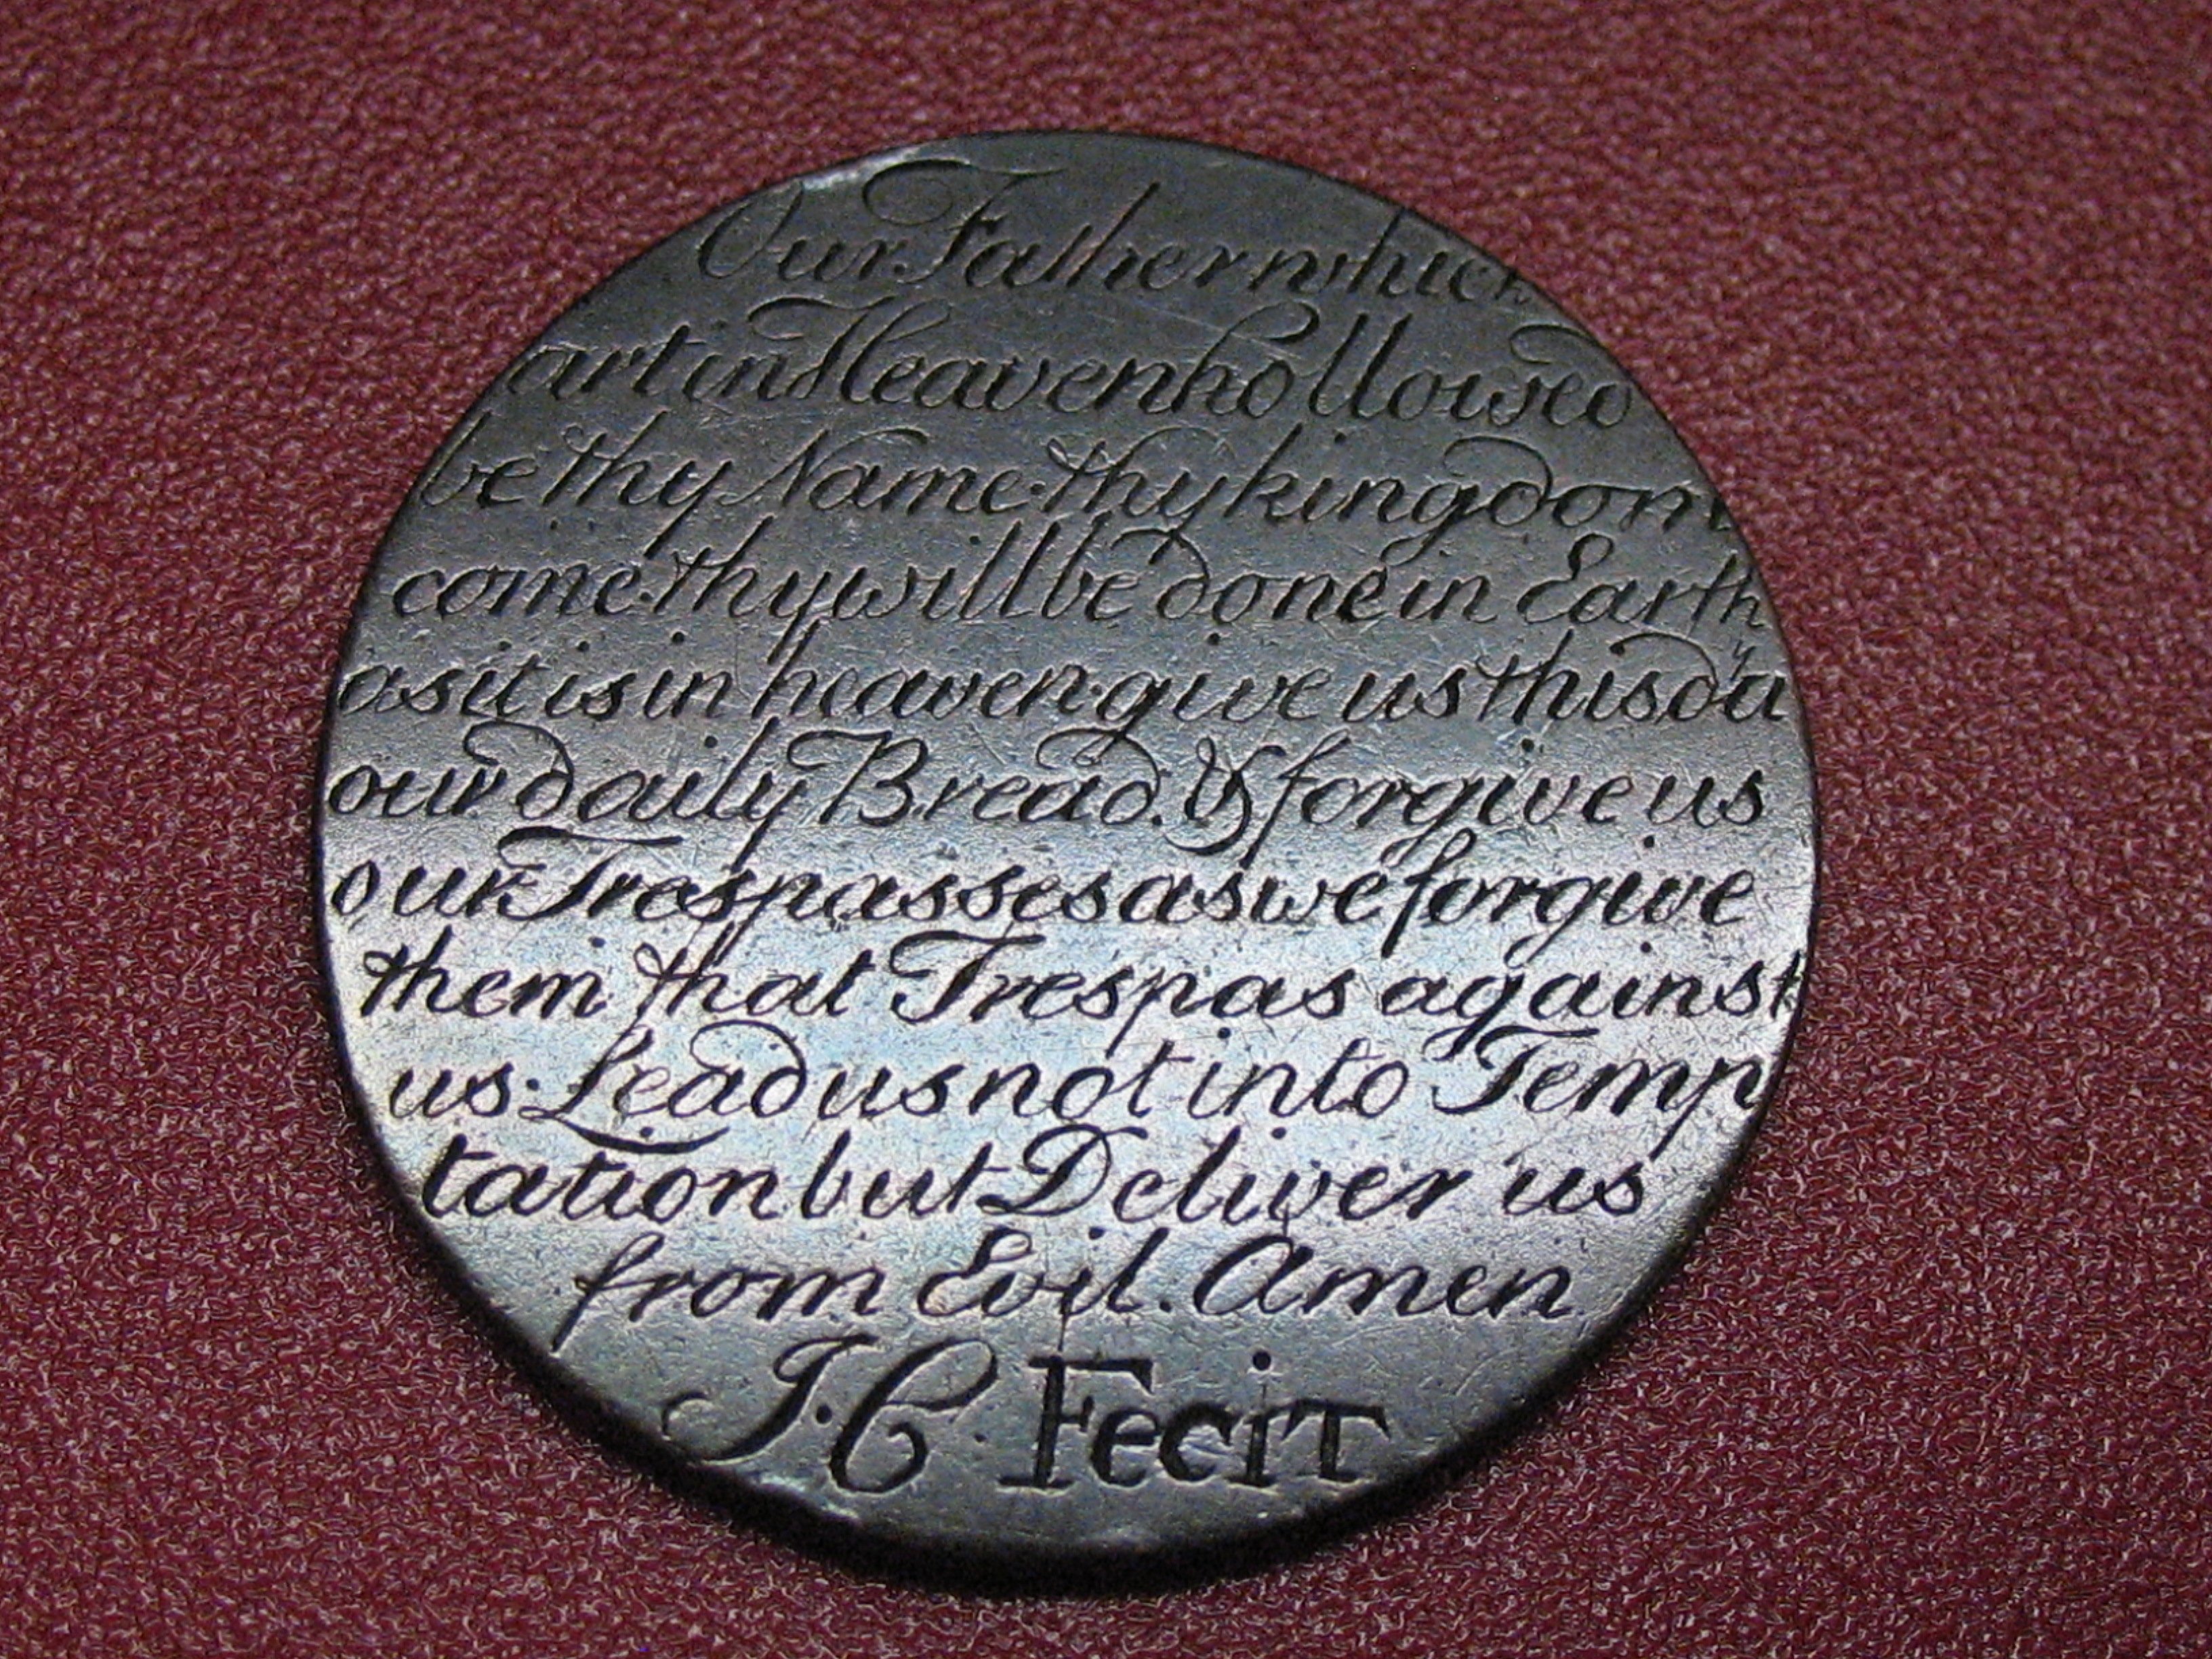 Our Father which
art in Heaven hollowed
be thy Name. thy kingdom
come. thy will be done in Earth
as it is in heaven. give us this day
our daily Bread. & forgive us
our Trespasses as we forgive
them that Trespas against
us. Lead us not into Temp
tation but Deliver us
from Evil. Amen
J.C. Fecit